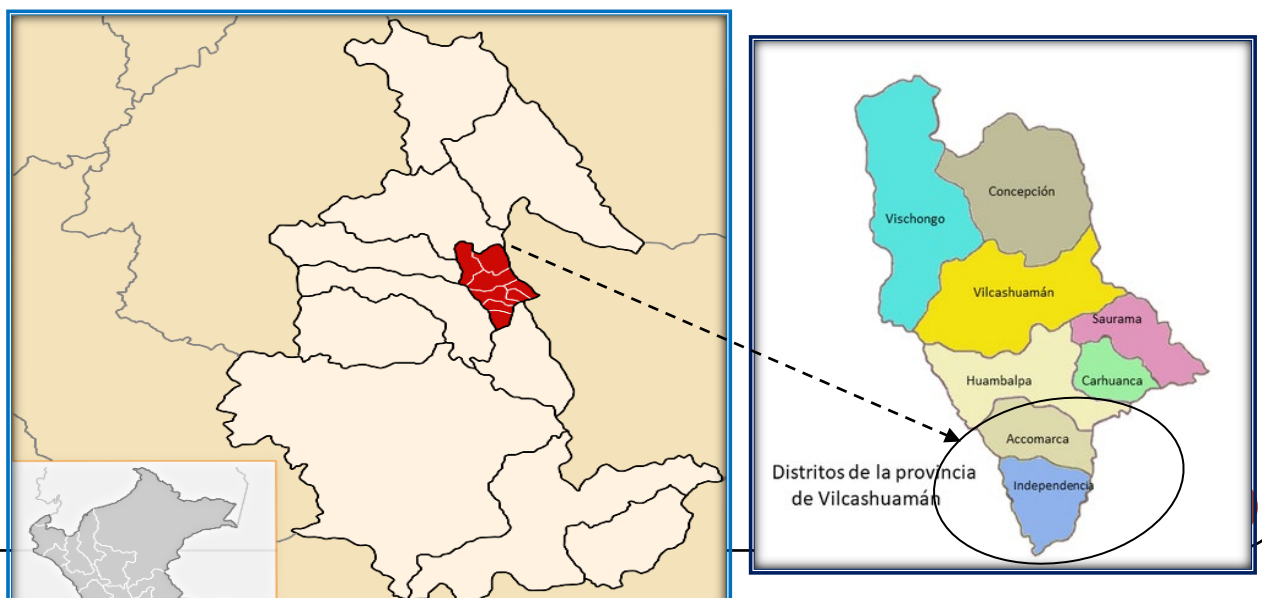 Concepción
Vischongo
Vilcashuamán
Saurama
Huambalpa
Carhuanca
Accomarca
Distritos de la provincia
de Vilcashuamán
Independencia